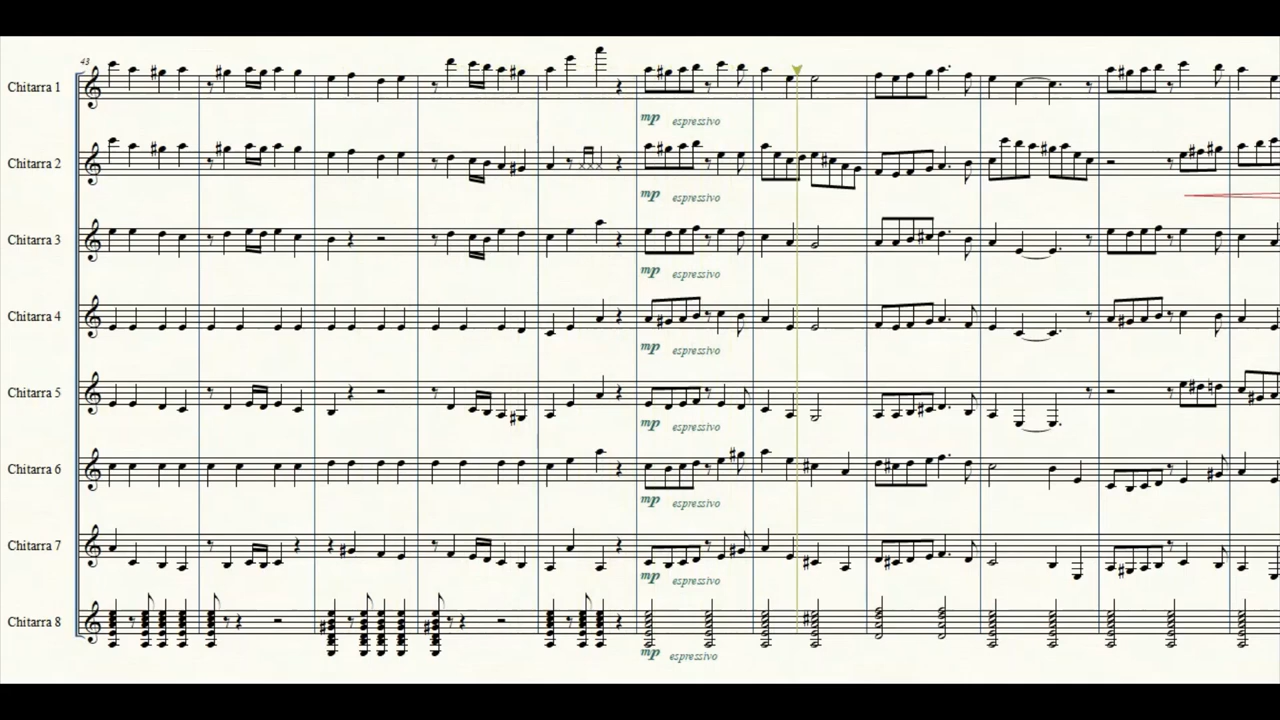 43
Chitarra 1
mp espressivo
Chitarra 2
mp espressivo
Chitarra 3
mp espressivo
Chitarra 4
mp espressivo
Chitarra 5
mp espressivo
Chitarra 6
mp espressivo
Chitarra 7
mp espressivo
Chitarra 8
mp espressivo